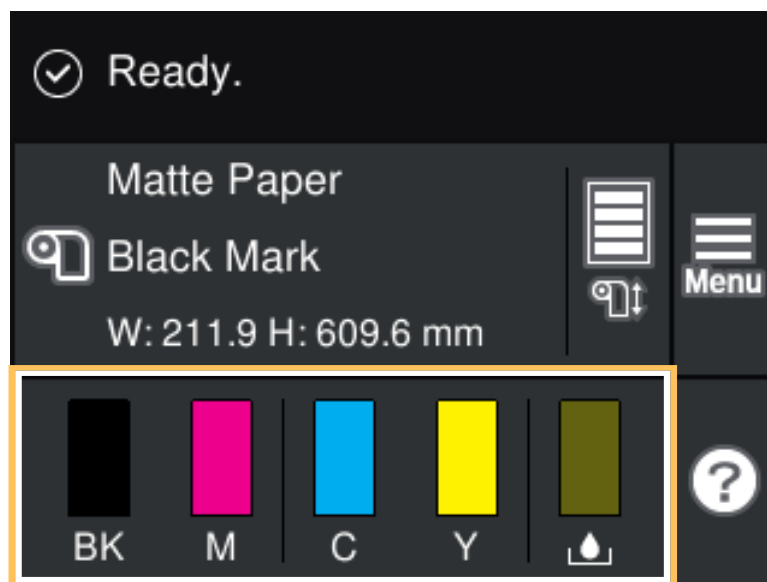 Ready.
Matte Paper
Black Mark
W: 211.9 H: 609.6 mm
Menu
BK M C Y
?